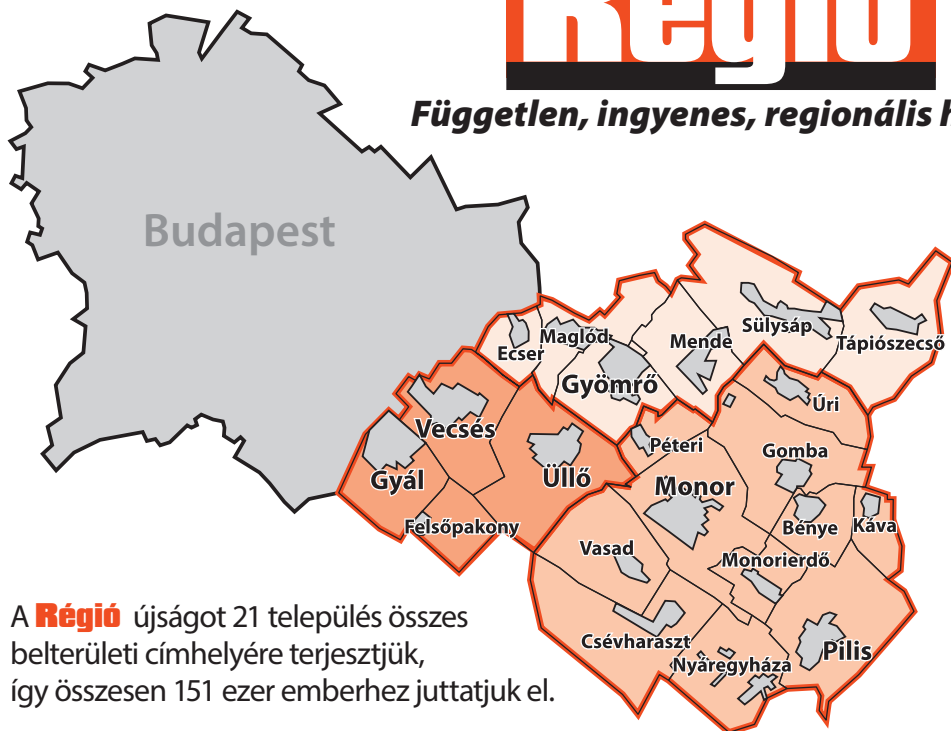 Régió
Független, ingyenes, regionális
Budapest
Ecser
Maglód
Gyömrő
Mende
Sülysáp
Tápiószecső
Vecsés
Gyál
Üllő
Felsőpakony
Péteri
Monor
Úri
Gomba
Bénye
Káva
Vasad
Monorierdő
Csévharaszt
Nyáregyháza
Pilis
A Régió újságot 21 település összes
belterületi címhelyére terjesztjük,
így összesen 151 ezer emberhez juttatjuk el.